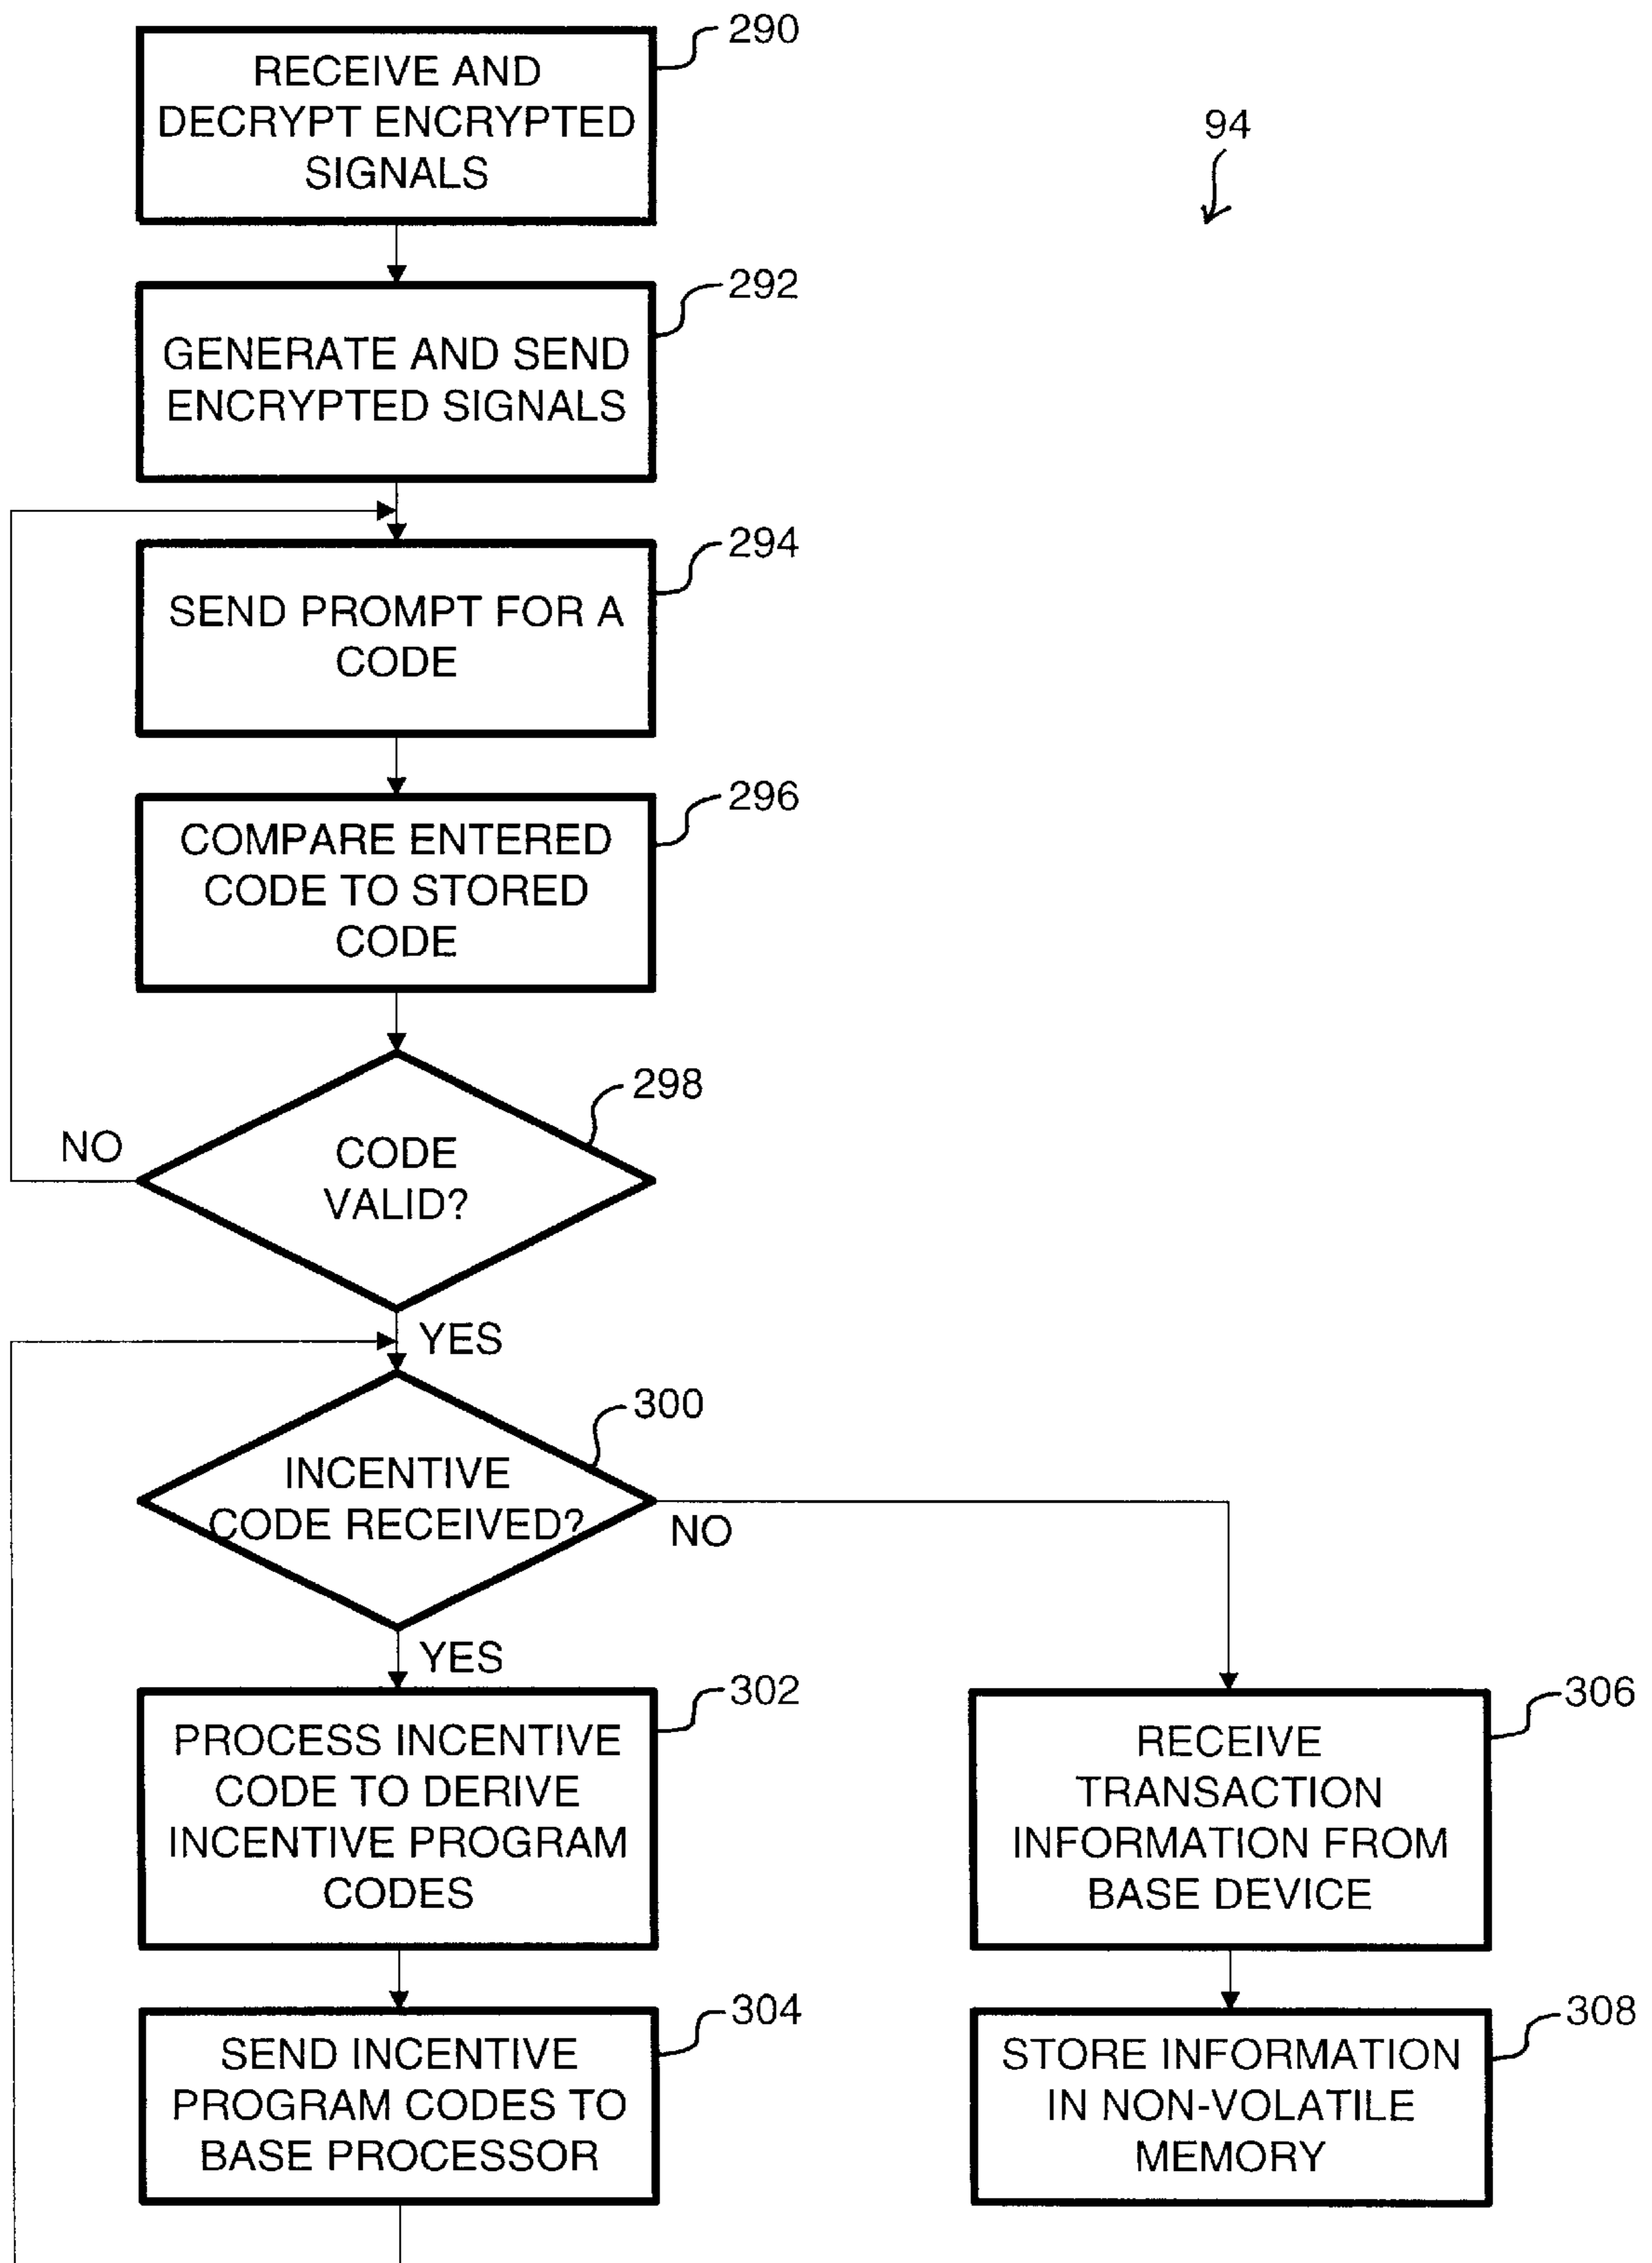 290
RECEIVE AND
DECRYPT ENCRYPTED
SIGNALS
94
292
GENERATE AND SEND
ENCRYPTED SIGNALS
294
SEND PROMPT FOR A
CODE
296
COMPARE ENTERED
CODE TO STORED
CODE
298
NO
CODE
VALID?
YES
300
INCENTIVE
CODE RECEIVED?
NO
YES
302
PROCESS INCENTIVE
CODE TO DERIVE
INCENTIVE PROGRAM
CODES
306
RECEIVE
TRANSACTION
INFORMATION FROM
BASE DEVICE
304
SEND INCENTIVE
PROGRAM CODES TO
BASE PROCESSOR
308
STORE INFORMATION
IN NON-VOLATILE
MEMORY